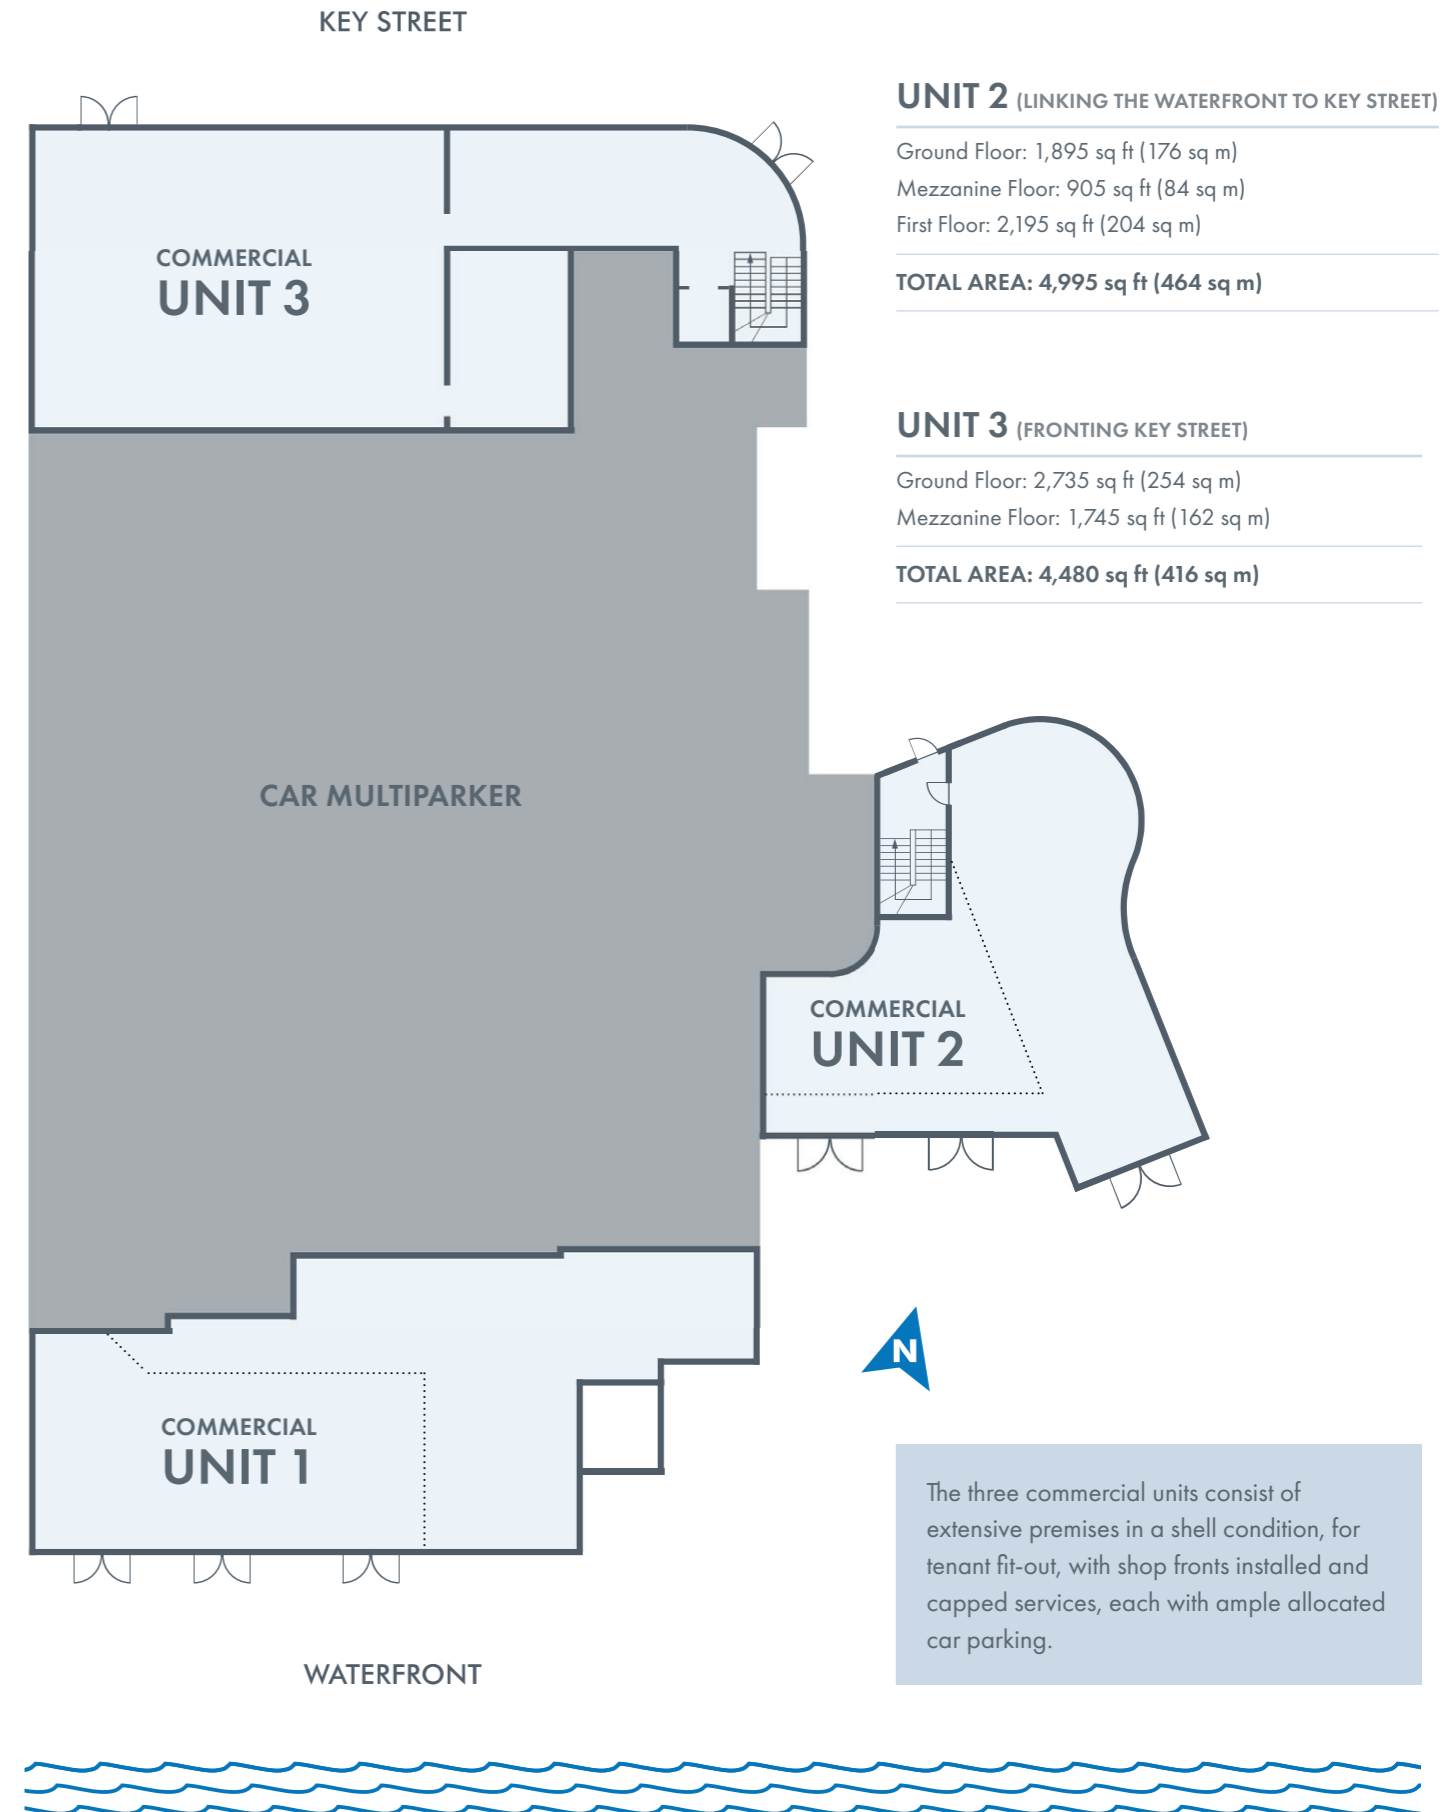 KEY STREET
UNIT 2 (LINKING THE WATERFRONT TO KEY STREET)
Ground Floor: 1,895 sq ft (176 sq m)
Mezzanine Floor: 905 sq ft (84 sq m)
First Floor: 2,195 sq ft (204 sq m)
TOTAL AREA: 4,995 sq ft (464 sq m)
COMMERCIAL
UNIT 3
UNIT 3 (FRONTING KEY STREET)
Ground Floor: 2,735 sq ft (254 sq m)
Mezzanine Floor: 1,745 sq ft (162 sq m)
TOTAL AREA: 4,480 sq ft (416 sq m)
CAR MULTIPARKER
COMMERCIAL
UNIT 2
N
COMMERCIAL
UNIT 1
The three commercial units consist of
extensive premises in a shell condition, for
tenant fit-out, with shop fronts installed and
capped services, each with ample allocated
car parking.
WATERFRONT